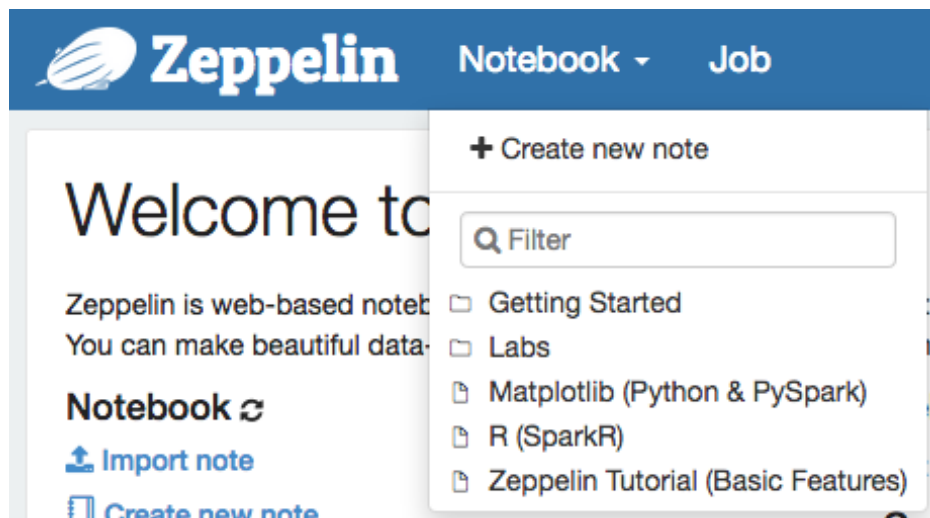 Zeppelin Notebook Job
Create new note
Filter
Getting Started
Labs
Matplotlib (Python & PySpark)
R (SparkR)
Zeppelin Tutorial (Basic Features)
Welcome to
Zeppelin is web-based
You can make beautiful data-
Notebook
Import note
Create new note